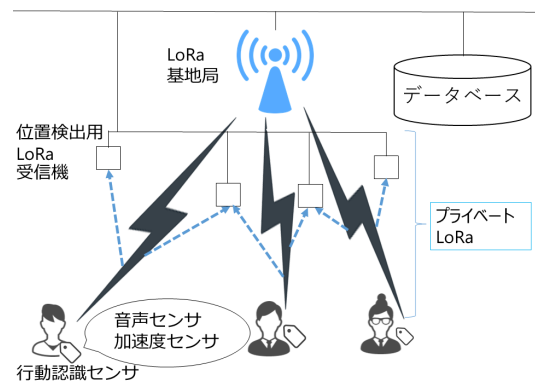 LoRa
基地局
データベース
位置検出用
LoRa
受信機
プライベート
LoRa
音声センサ
加速度センサ
行動認識センサ